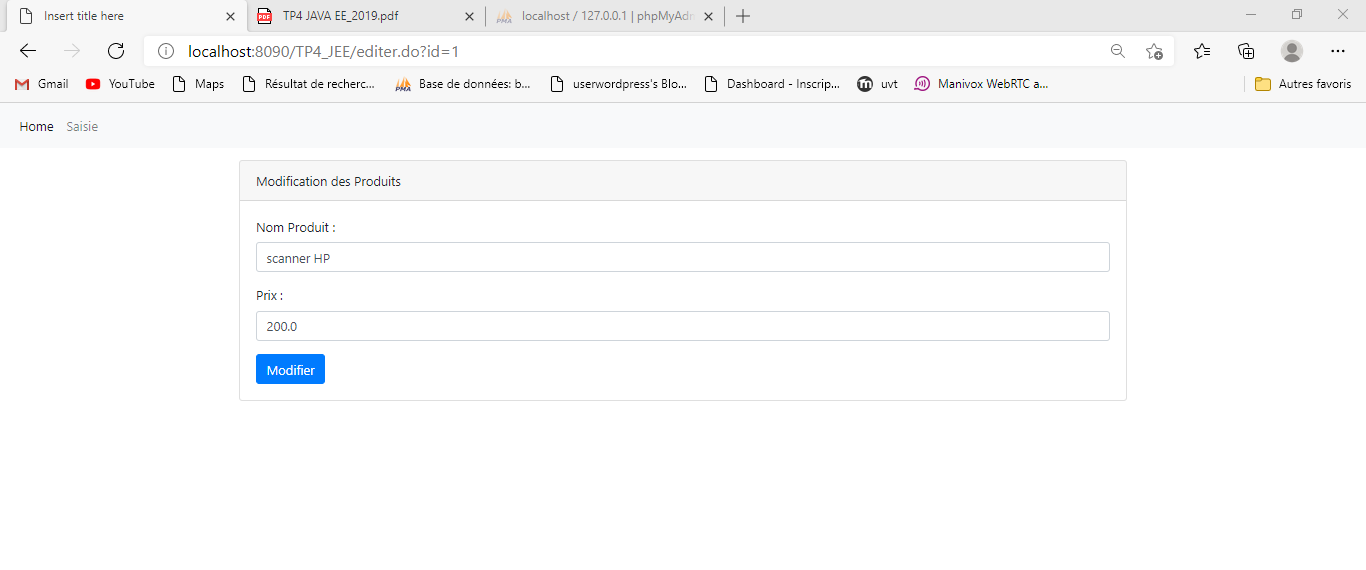 Insert title here
TP4 JAVA EE_2019.pdf
localhost / 127.0.0.1 | phpMyAdm
localhost:8090/TP4_JEE/editer.do?id=1
Gmail
YouTube
Maps
Résultat de recherc...
Base de données: b...
userwordpress's Blo...
Dashboard - Inscrip...
uvt
Manivox WebRTC a...
Autres favoris
Home Saisie
Modification des Produits
Nom Produit :
scanner HP
Prix :
200.0
Modifier